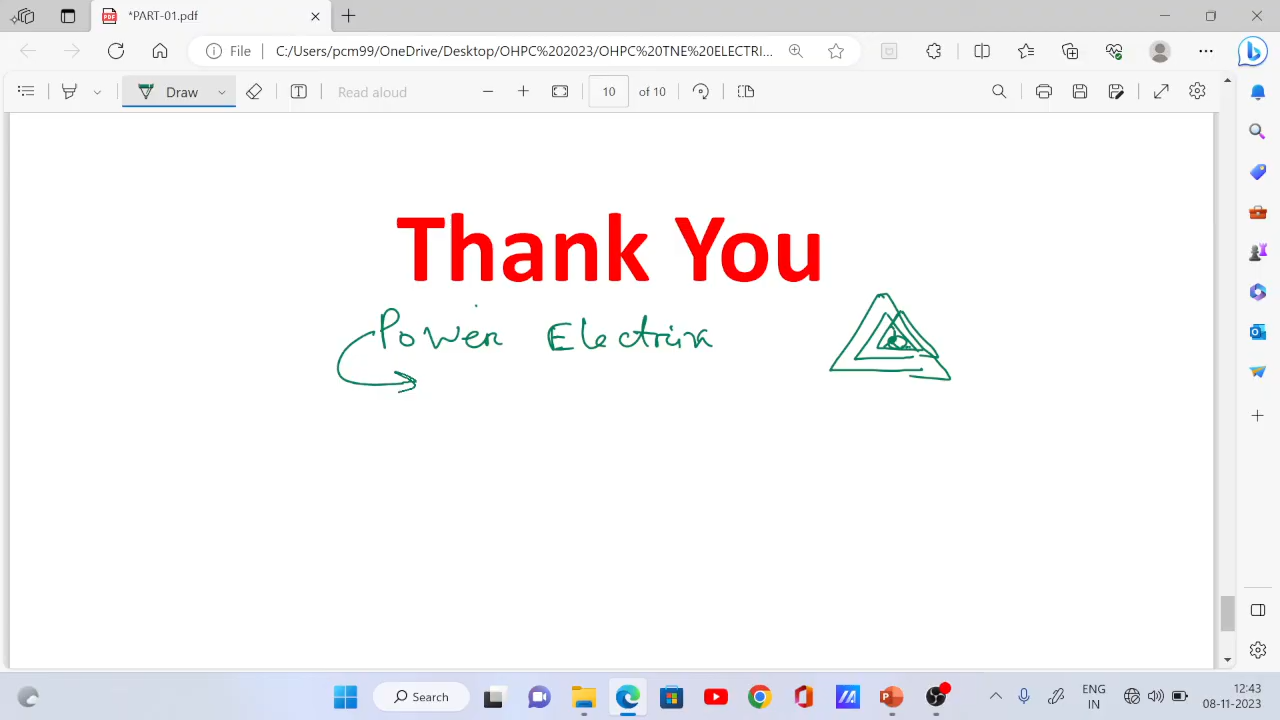 *PART-01.pdf
File
C:/Users/pcm99/OneDrive/Desktop/OHPC%202023/OHPC%20TNE%20ELECTRI...
Draw
Read aloud
10 of 10
Thank You
Power
ENG
IN
12:43
08-11-2023
Search